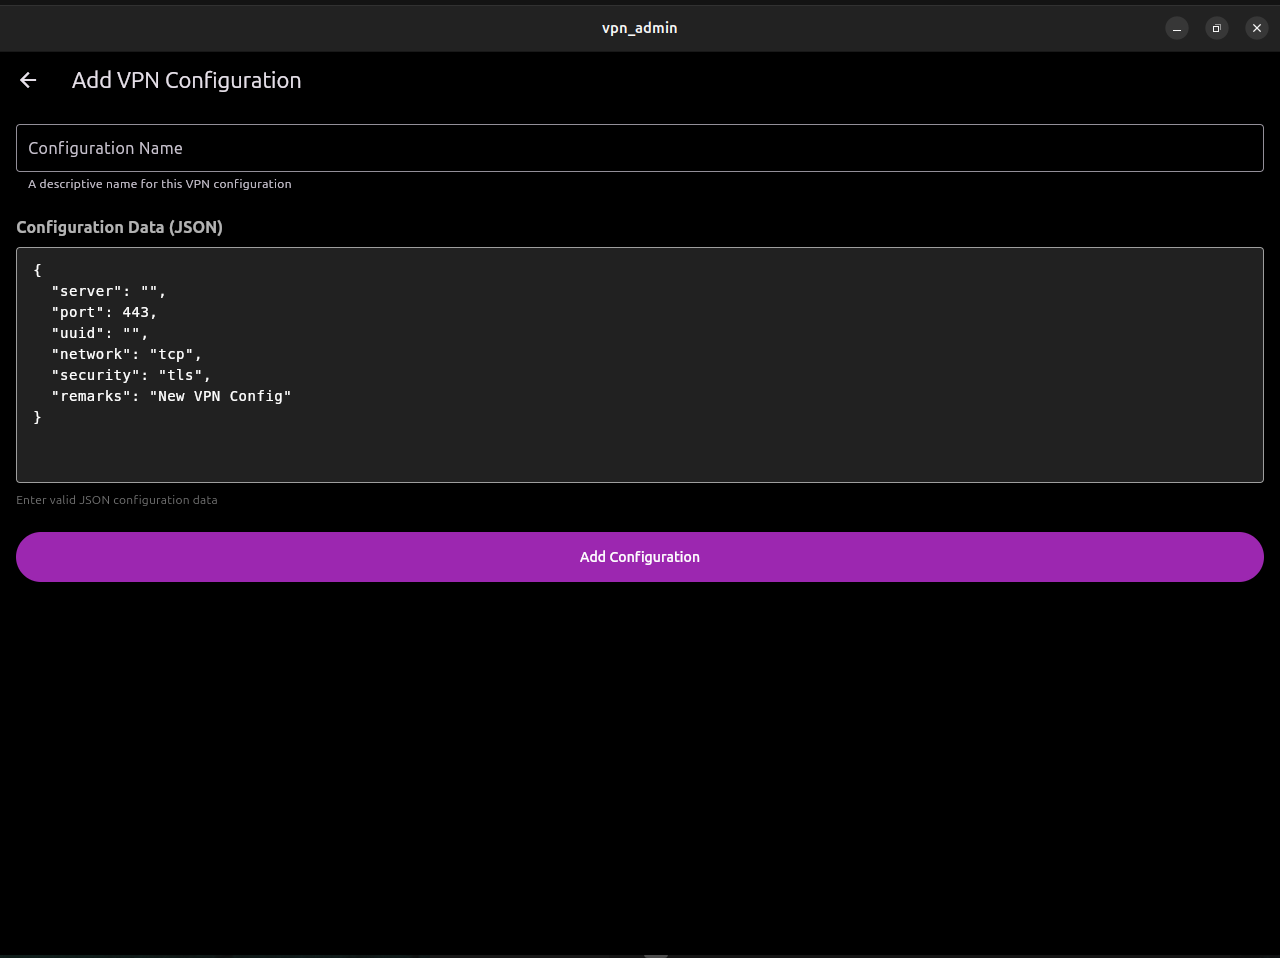 vpn_admin
Add VPN Configuration
Configuration Name
A descriptive name for this VPN configuration
Configuration Data (JSON)
{
  "server": "",
  "port": 443,
  "uuid": "",
  "network": "tcp",
  "security": "tls",
  "remarks": "New VPN Config"
}
Enter valid JSON configuration data
Add Configuration